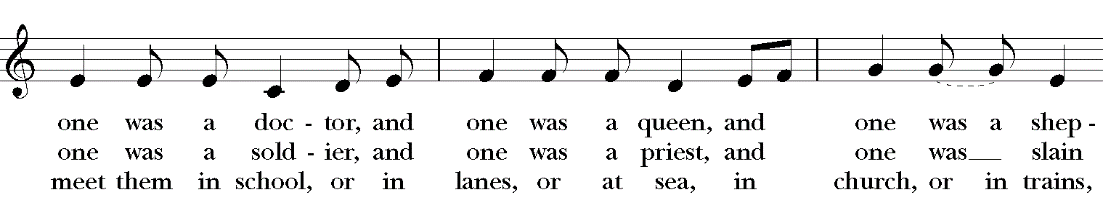 one was a doc - tor, and one was a queen, and one was a shep -
one was a sold - ier, and one was a priest, and one was__ slain
meet them in school, or in lanes, or at sea, in church, or in trains,